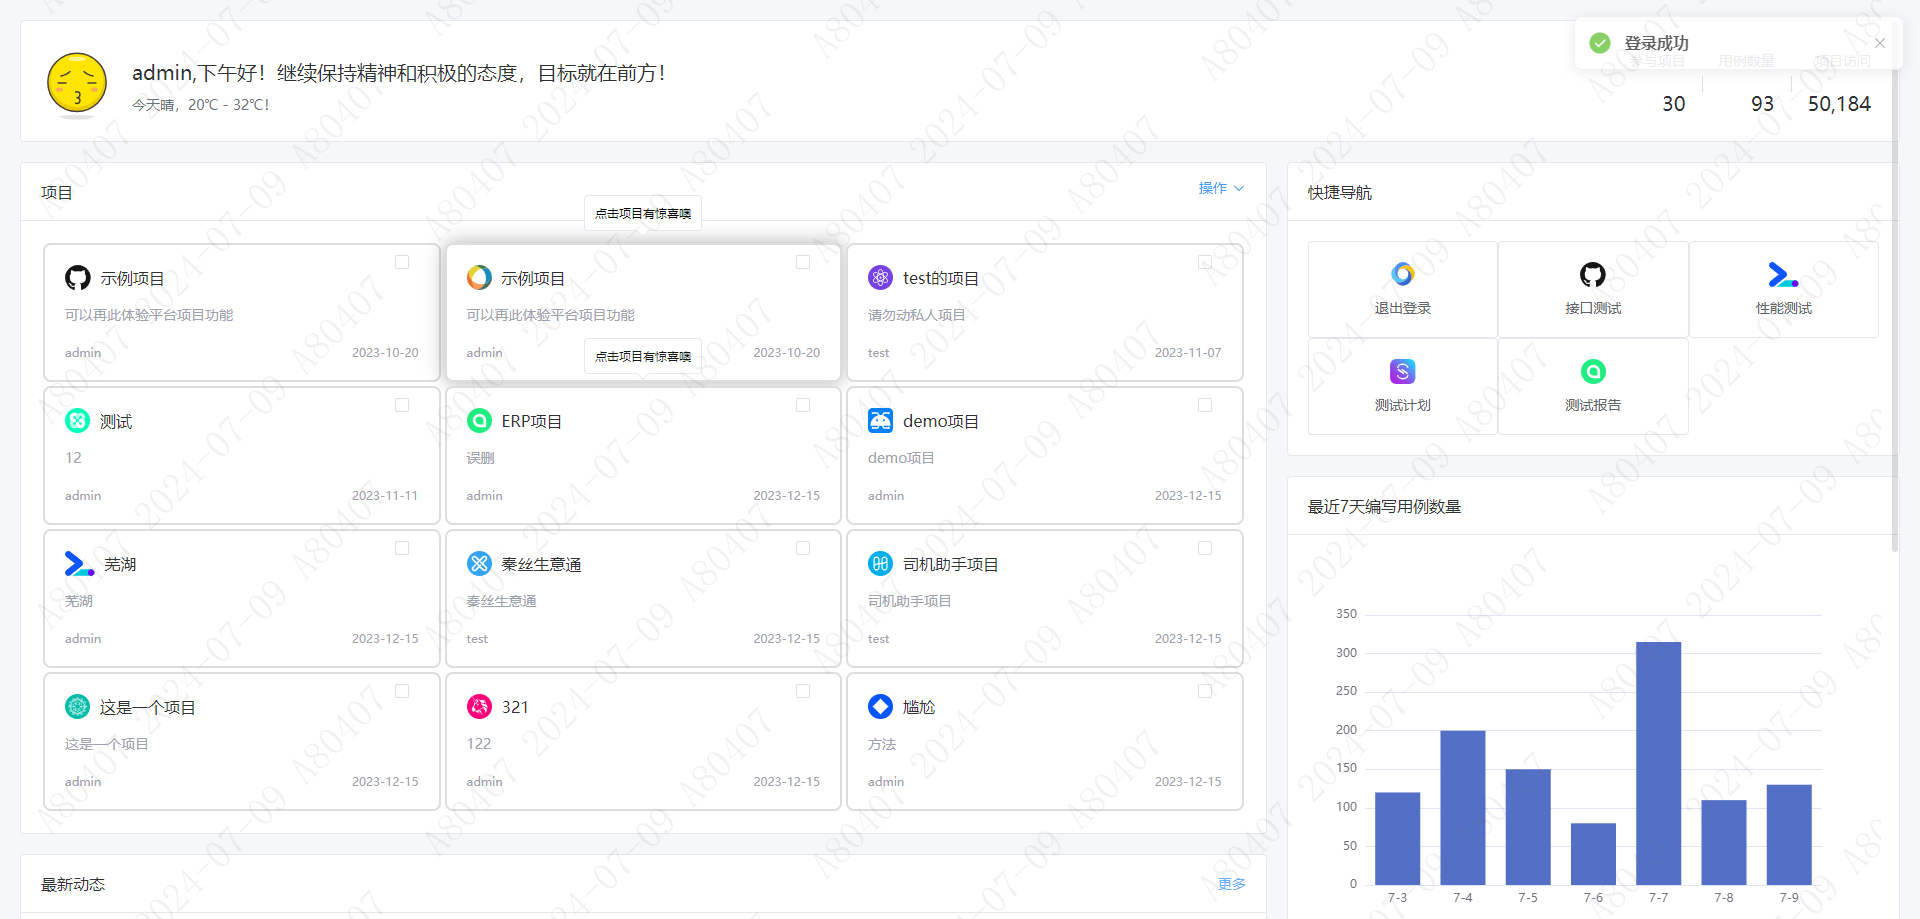 admin,下午好！继续保持精神和积极的态度，目标就在前方！
今天晴，20℃ - 32℃！
登录成功
参与项目
用例数量
项目访问
30
93
50,184
项目
操作
点击项目有惊喜噢
示例项目
可以再此体验平台项目功能
admin
2023-10-20
示例项目
可以再此体验平台项目功能
admin
2023-10-20
点击项目有惊喜噢
test的项目
请勿动私人项目
test
2023-11-07
测试
12
admin
2023-11-11
ERP项目
误删
admin
2023-12-15
demo项目
demo项目
admin
2023-12-15
芜湖
芜湖
admin
2023-12-15
秦丝生意通
秦丝生意通
test
2023-12-15
司机助手项目
司机助手项目
test
2023-12-15
这是一个项目
这是一个项目
admin
2023-12-15
321
122
admin
2023-12-15
尴尬
方法
admin
2023-12-15
最新动态
更多
快捷导航
退出登录
接口测试
性能测试
测试计划
测试报告
最近7天编写用例数量
350
300
250
200
150
100
50
0
7-3
7-4
7-5
7-6
7-7
7-8
7-9
A80407 2024-07-09